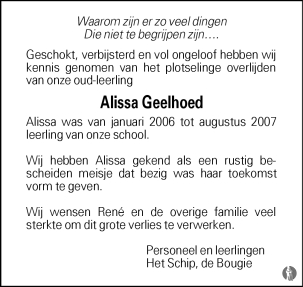 Waarom zijn er zo veel dingen
Die niet te begrijpen zijn….
Geschokt, verbijsterd en vol ongeloof hebben wij
kennis genomen van het plotselinge overlijden
van onze oud-leerling
Alissa Geelhoed
Alissa was van januari 2006 tot augustus 2007
leerling van onze school.
Wij hebben Alissa gekend als een rustig be-
scheiden meisje dat bezig was haar toekomst
vorm te geven.
Wij wensen René en de overige familie veel
sterkte om dit grote verlies te verwerken.
Personeel en leerlingen
Het Schip, de Bougie